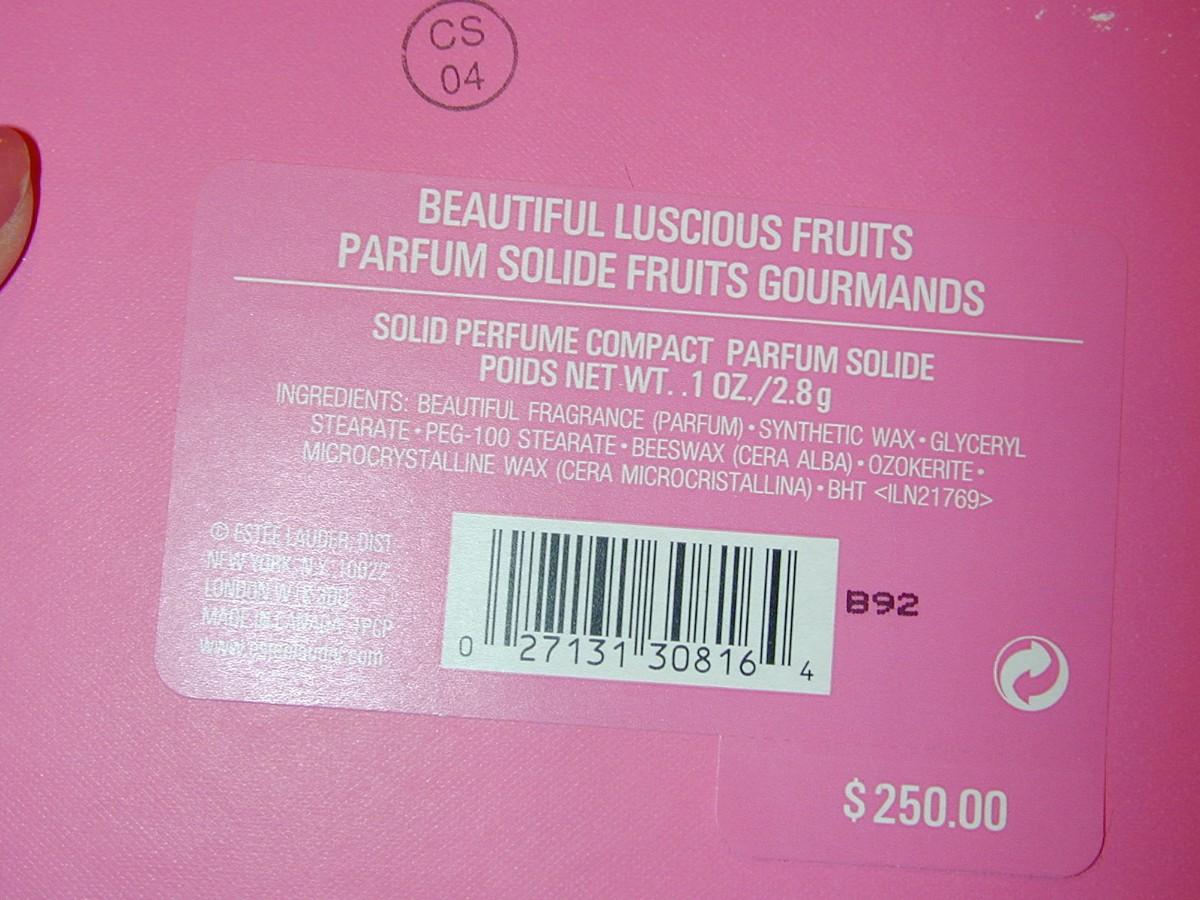 CS
04
BEAUTIFUL LUSCIOUS FRUITS
PARFUM SOLIDE FRUITS GOURMANDS
SOLID PERFUME COMPACT PARFUM SOLIDE
POIDS NET WT. .1 OZ./2.8g
INGREDIENTS: BEAUTIFUL FRAGRANCE (PARFUM)•SYNTHETIC WAX•GLYCERYL
STEARATE•PEG-100 STEARATE•BEESWAX (CERA ALBA)•OZOKERITE•
MICROCRYSTALLINE WAX (CERA MICROCRISTALLINA)•BHT <ILN21769>
© ESTÉE LAUDER, DIST.
NEW YORK, N.Y. 10022
LONDON
MADE IN CANADA
www.esteelauder.com
0 27131 30816 4
B92
$250.00